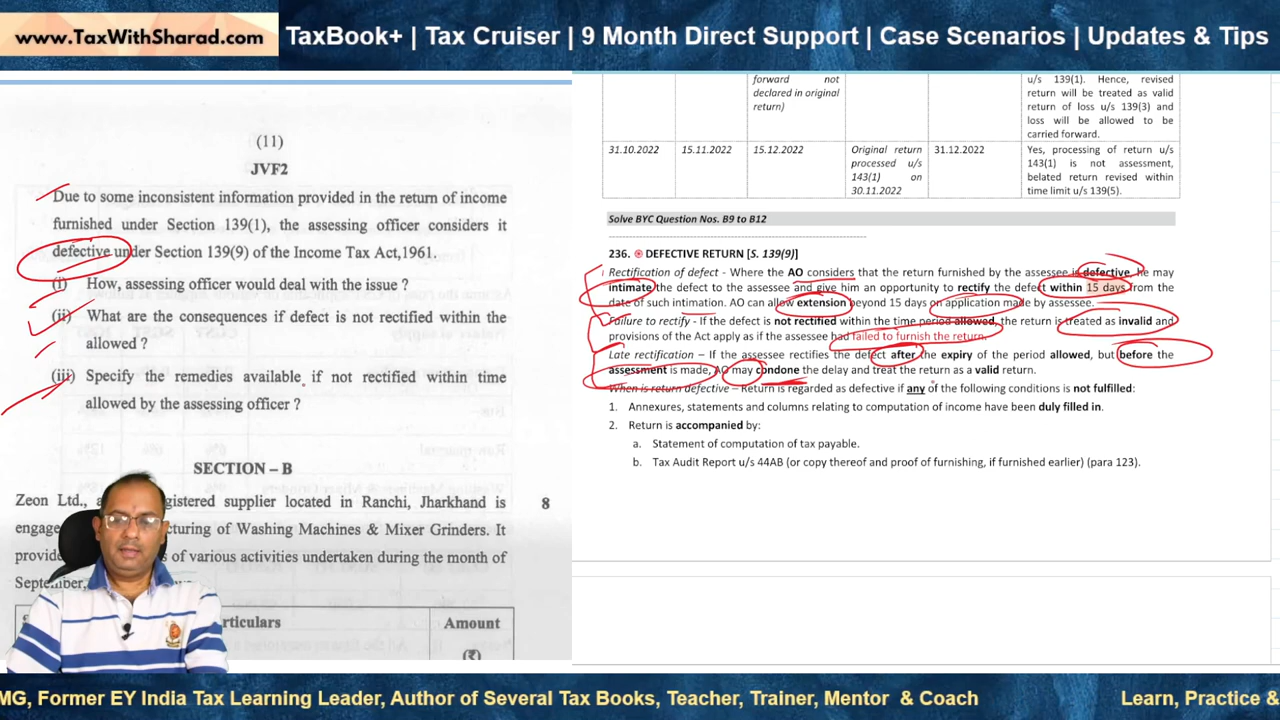 www.TaxWithSharad.com
TaxBook+ | Tax Cruiser | 9 Month Direct Support | Case Scenarios | Updates & Tips
(11)
JVF2
Due to some inconsistent information provided in the return of income
furnished under Section 139(1), the assessing officer considers it
defective under Section 139(9) of the Income Tax Act,1961.
(i) How, assessing officer would deal with the issue ?
(ii) What are the consequences if defect is not rectified within the
allowed ?
(iii) Specify the remedies available if not rectified within time
allowed by the assessing officer ?
SECTION – B
Zeon Ltd., a egistered supplier located in Ranchi, Jharkhand is 8
engage cturing of Washing Machines & Mixer Grinders. It
provide s of various activities undertaken during the month of
September,
rticulars Amount
(₹)
forward not
declared in original
return)
u/s 139(1). Hence, revised
return will be treated as valid
return of loss u/s 139(3) and
loss will be allowed to be
carried forward.
31.10.2022 15.11.2022 15.12.2022 Original return 31.12.2022 Yes, processing of return u/s
processed u/s 143(1) is not assessment,
143(1) on belated return revised within
30.11.2022 time limit u/s 139(5).
Solve BYC Question Nos. B9 to B12
236. DEFECTIVE RETURN [S. 139(9)]
Rectification of defect - Where the AO considers that the return furnished by the assessee is defective, he may
intimate the defect to the assessee and give him an opportunity to rectify the defect within 15 days from the
date of such intimation. AO can allow extension beyond 15 days on application made by assessee.
Failure to rectify - If the defect is not rectified within the time period allowed, the return is treated as invalid and
provisions of the Act apply as if the assessee had failed to furnish the return.
Late rectification – If the assessee rectifies the defect after the expiry of the period allowed, but before the
assessment is made, AO may condone the delay and treat the return as a valid return.
When is return defective – Return is regarded as defective if any of the following conditions is not fulfilled:
1. Annexures, statements and columns relating to computation of income have been duly filled in.
2. Return is accompanied by:
a. Statement of computation of tax payable.
b. Tax Audit Report u/s 44AB (or copy thereof and proof of furnishing, if furnished earlier) (para 123).
MG, Former EY India Tax Learning Leader, Author of Several Tax Books, Teacher, Trainer, Mentor & Coach
Learn, Practice &